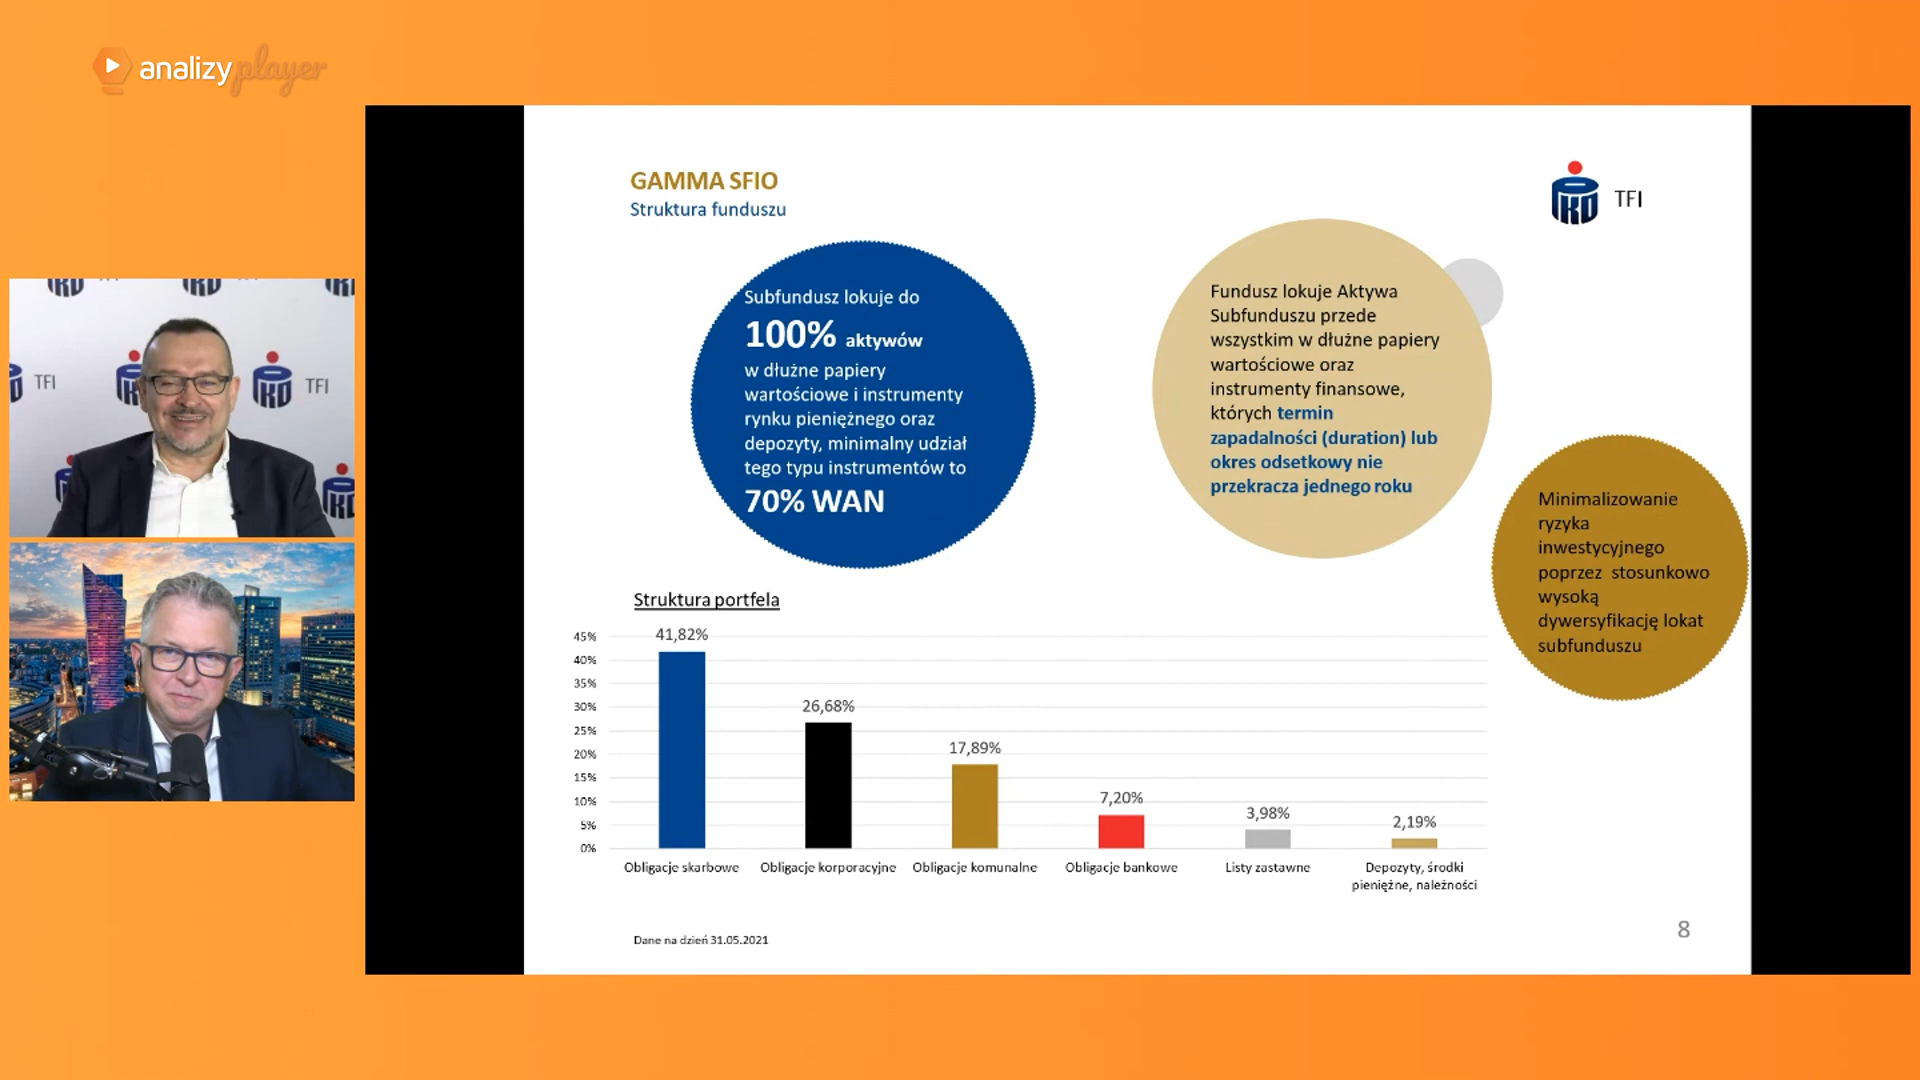 analizy player
GAMMA SFIO
Struktura funduszu
PKO TFI
Subfundusz lokuje do
100% aktywów
w dłużne papiery
wartościowe i instrumenty
rynku pieniężnego oraz
depozyty, minimalny udział
tego typu instrumentów to
70% WAN
Fundusz lokuje Aktywa
Subfunduszu przede
wszystkim w dłużne papiery
wartościowe oraz
instrumenty finansowe,
których termin
zapadalności (duration) lub
okres odsetkowy nie
przekracza jednego roku
Minimalizowanie
ryzyka
inwestycyjnego
poprzez stosunkowo
wysoką
dywersyfikację lokat
subfunduszu
TFI
TFI
Struktura portfela
45%
40%
35%
30%
25%
20%
15%
10%
5%
0%
41,82%
26,68%
17,89%
7,20%
3,98%
2,19%
Obligacje skarbowe
Obligacje korporacyjne
Obligacje komunalne
Obligacje bankowe
Listy zastawne
Depozyty, środki
pieniężne, należności
Dane na dzień 31.05.2021
8